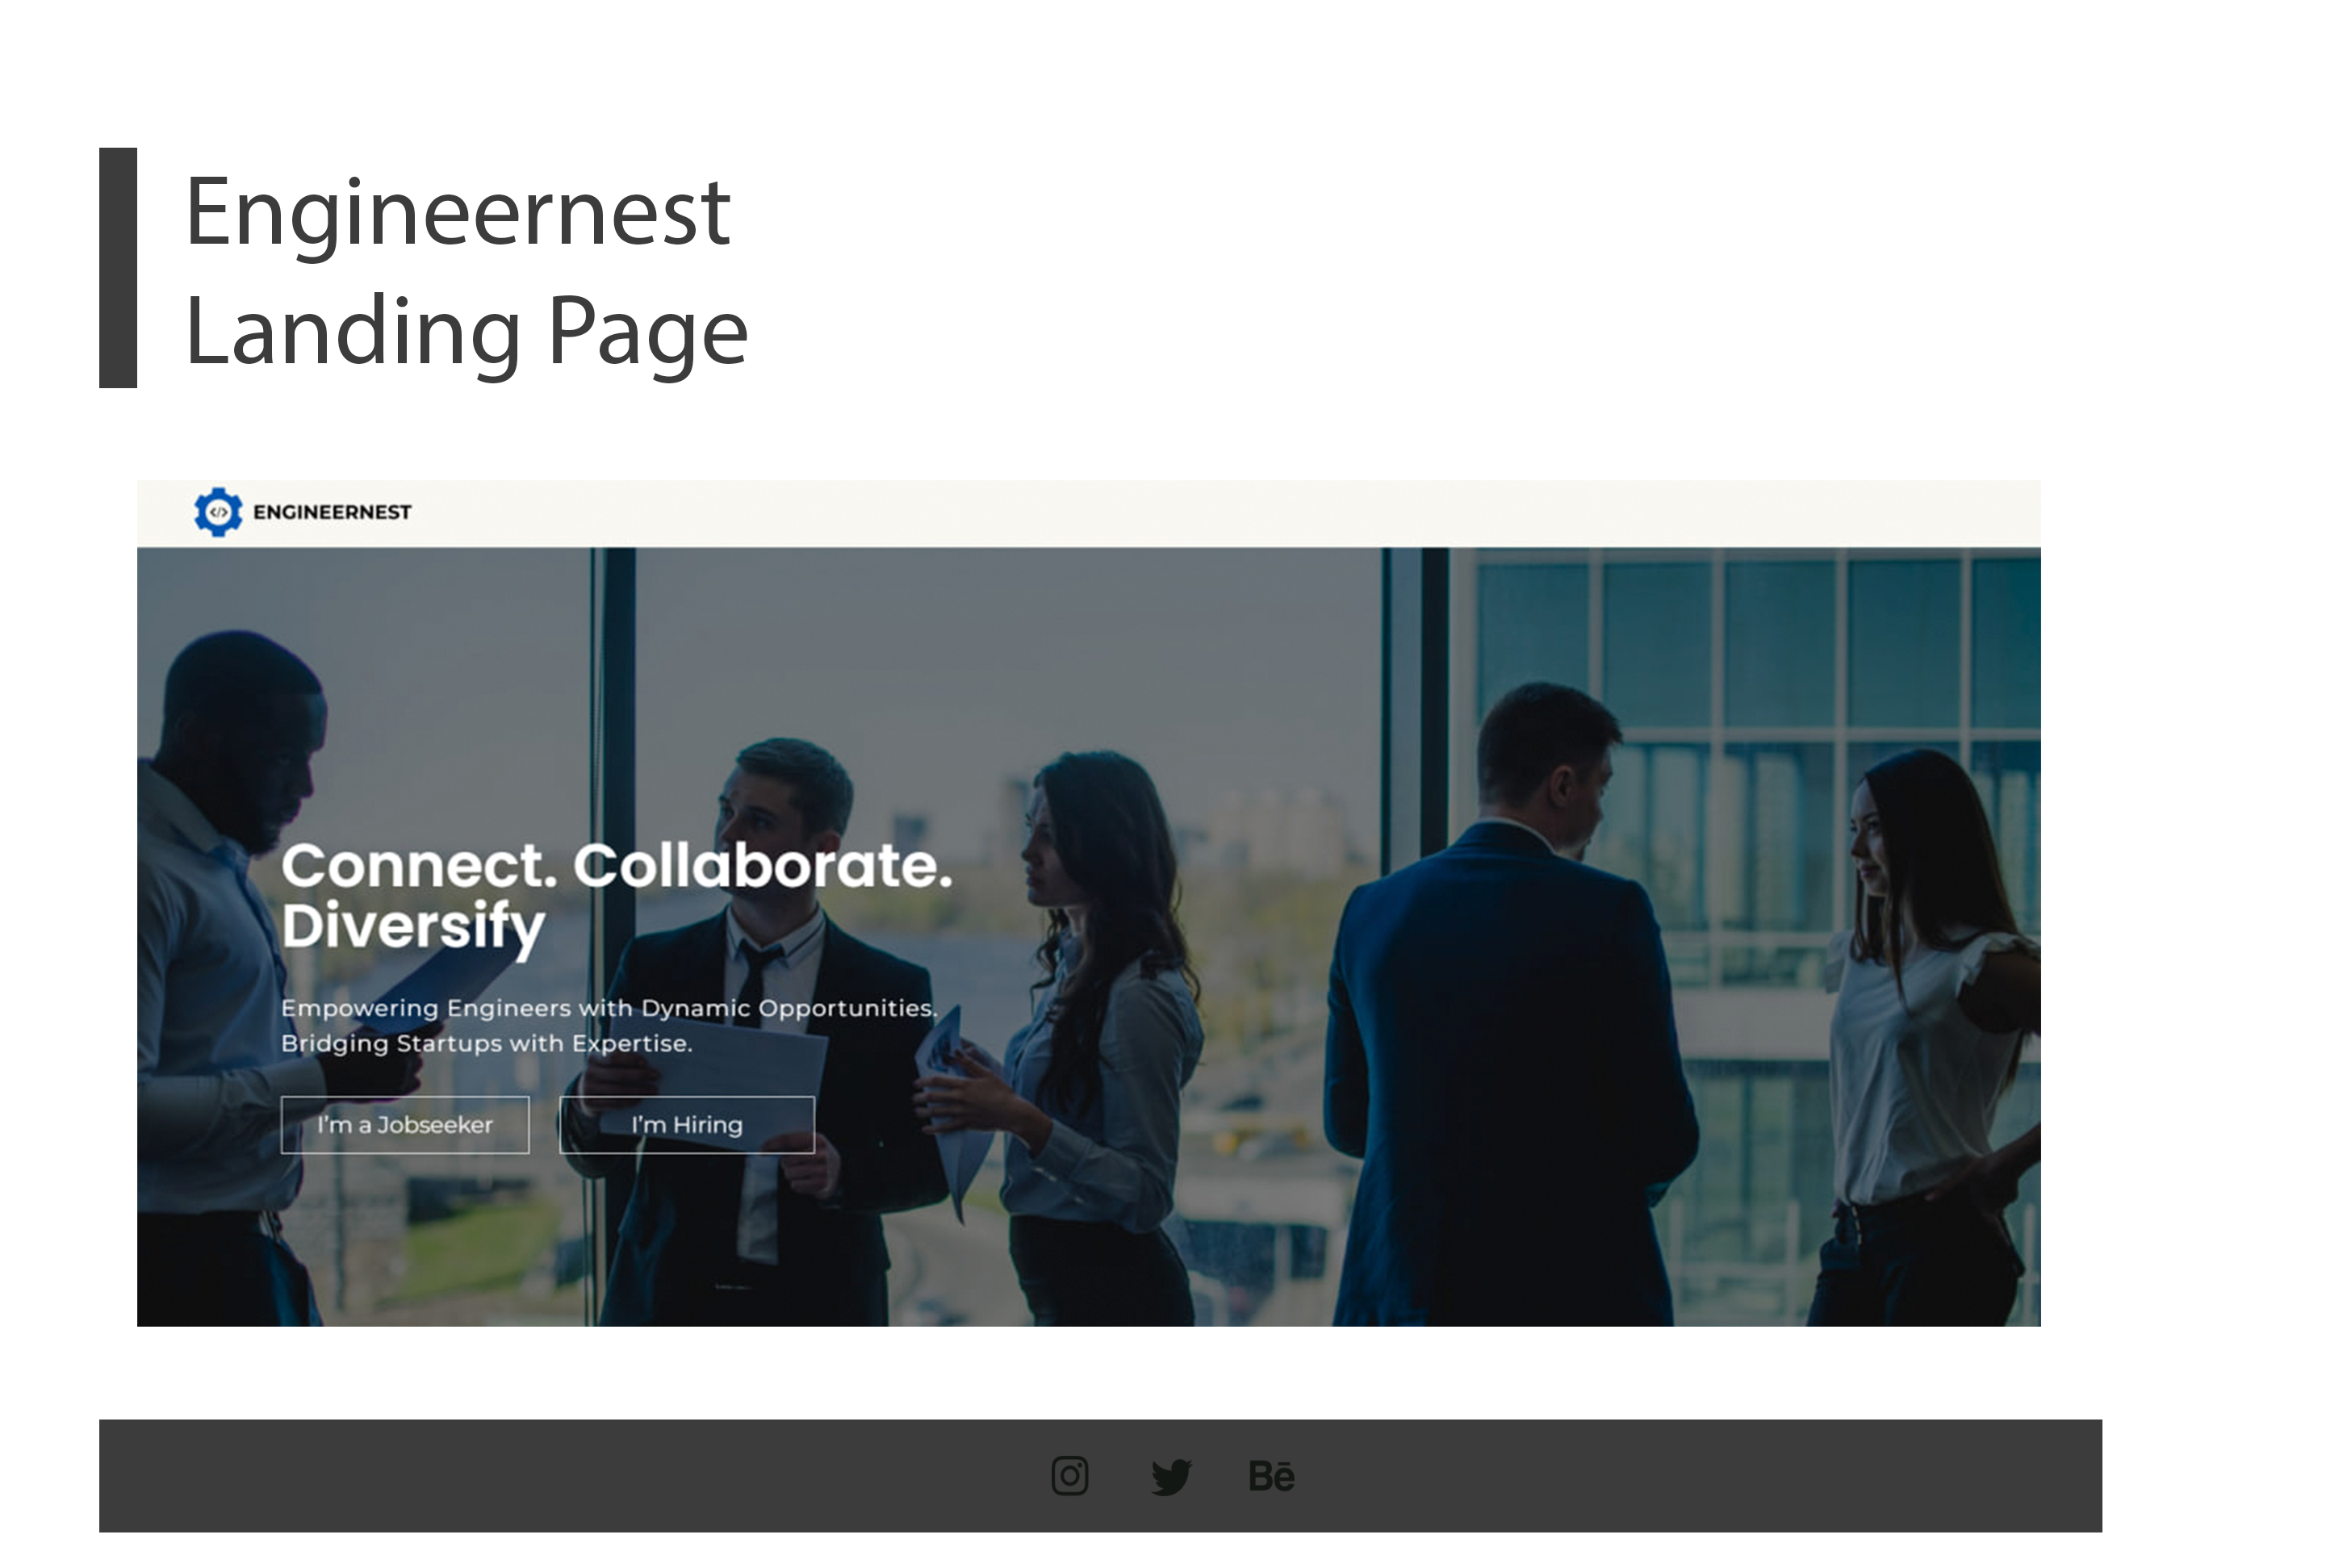 Engineernest
Landing Page
</> ENGINEERNEST
Connect. Collaborate.
Diversify
Empowering Engineers with Dynamic Opportunities.
Bridging Startups with Expertise.
I’m a Jobseeker
I’m Hiring
Bē